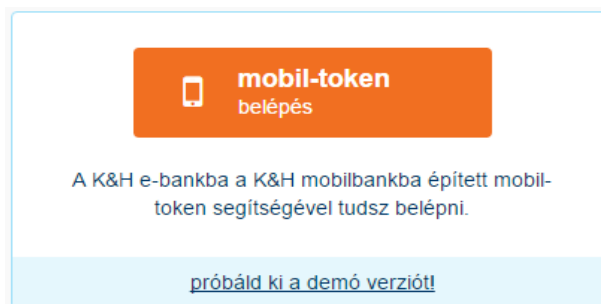 mobil-token
belépés
A K&H e-bankba a K&H mobilbankba épített mobil-
token segítségével tudsz belépni.
próbáld ki a demó verziót!